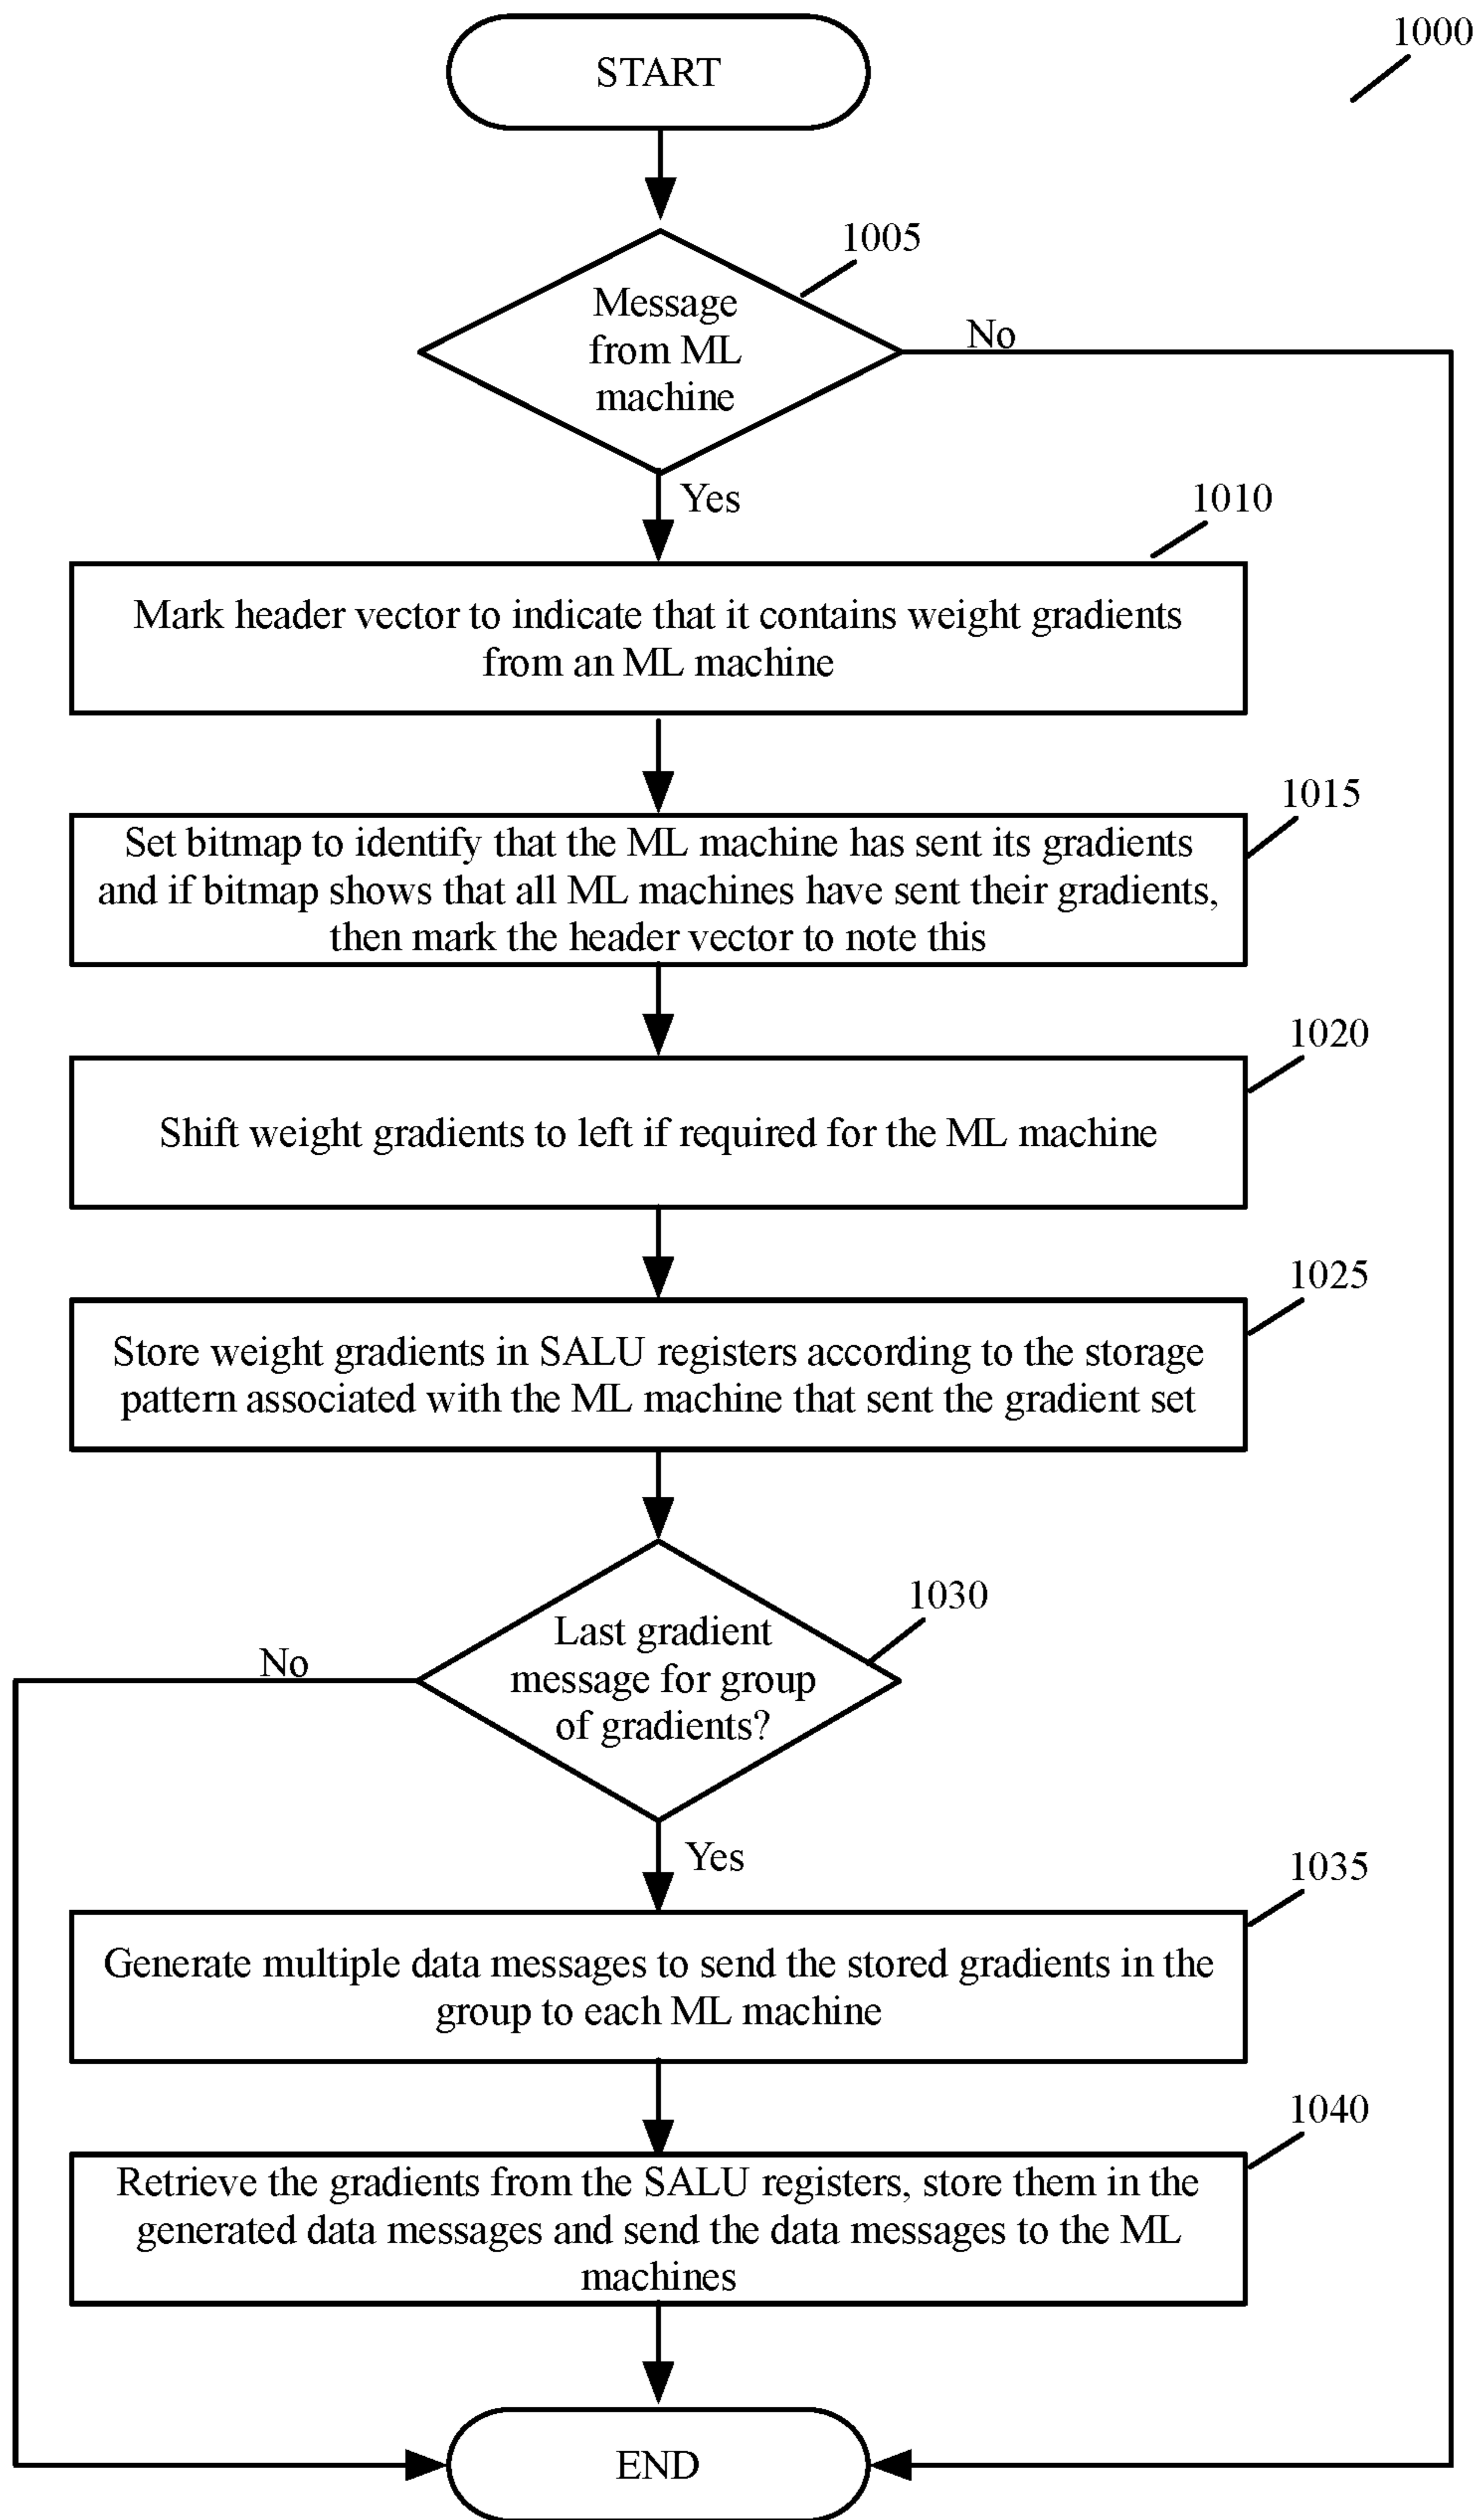 1000
START
1005
Message
from ML
machine
No
Yes
1010
Mark header vector to indicate that it contains weight gradients
from an ML machine
1015
Set bitmap to identify that the ML machine has sent its gradients
and if bitmap shows that all ML machines have sent their gradients,
then mark the header vector to note this
1020
Shift weight gradients to left if required for the ML machine
1025
Store weight gradients in SALU registers according to the storage
pattern associated with the ML machine that sent the gradient set
1030
Last gradient
message for group
of gradients?
No
Yes
1035
Generate multiple data messages to send the stored gradients in the
group to each ML machine
1040
Retrieve the gradients from the SALU registers, store them in the
generated data messages and send the data messages to the ML
machines
END